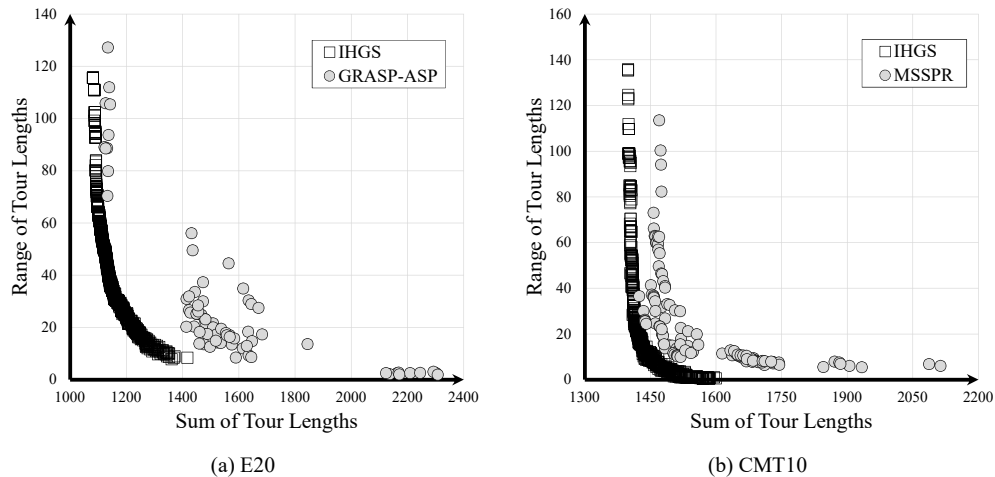 140
120
100
80
60
40
20
0
Range of Tour Lengths
IHGS
GRASP-ASP
1000 1200 1400 1600 1800 2000 2200 2400
Sum of Tour Lengths
(a) E20
160
140
120
100
80
60
40
20
0
Range of Tour Lengths
IHGS
MSSPR
1300 1450 1600 1750 1900 2050 2200
Sum of Tour Lengths
(b) CMT10